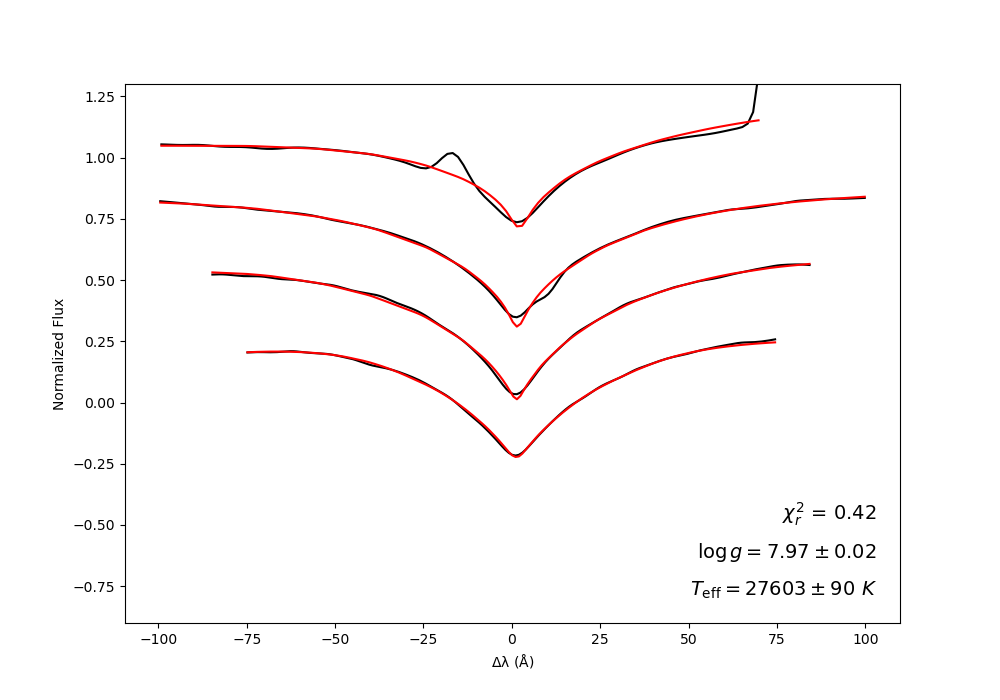 1.25
1.00
0.75
0.50
0.25
0.00
−0.25
−0.50
−0.75
Normalized Flux
χ²ᵣ = 0.42
log g = 7.97 ± 0.02
T_eff = 27603 ± 90 K
−100 −75 −50 −25 0 25 50 75 100
Δλ (Å)